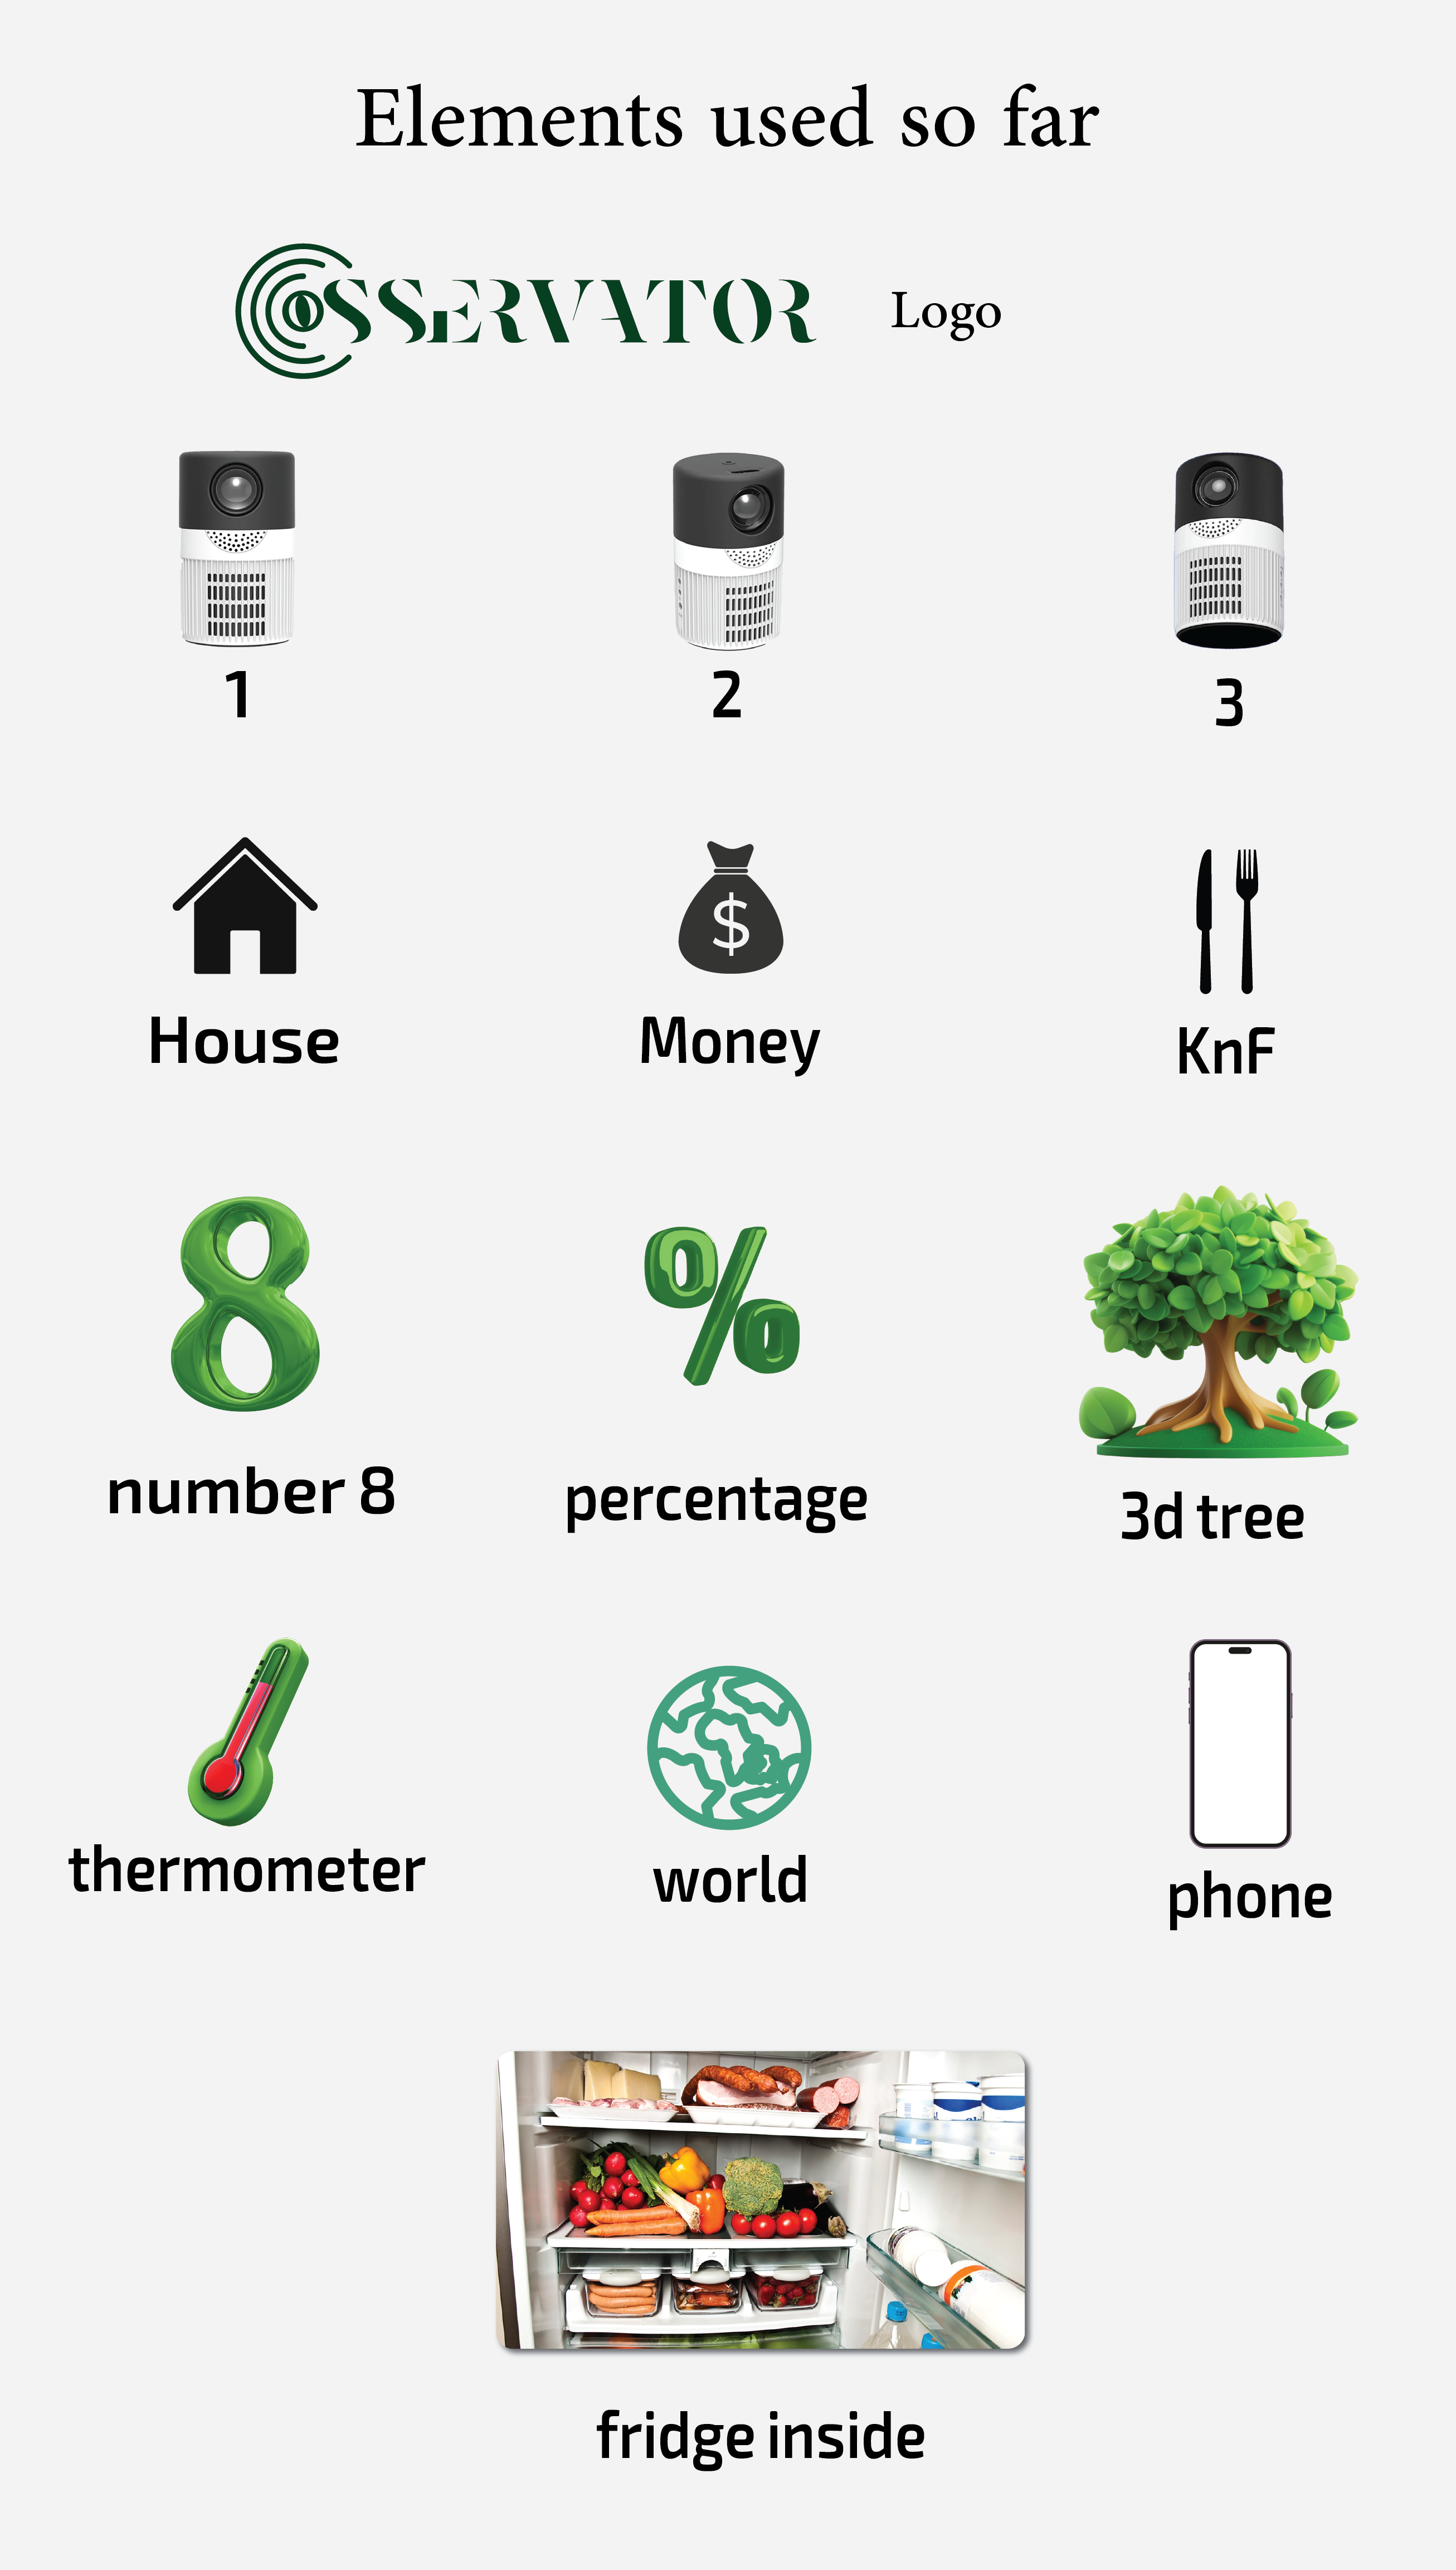 Elements used so far
OSSERVATOR Logo
1 2 3
$
House Money KnF
8 %
number 8 percentage 3d tree
thermometer world phone
fridge inside